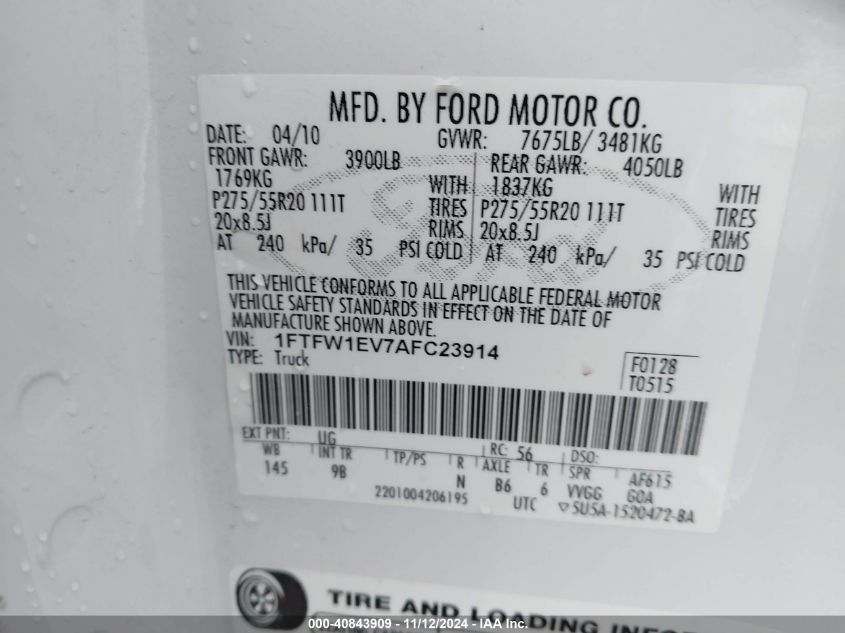 MFD. BY FORD MOTOR CO.
DATE: 04/10 GVWR: 7675LB/ 3481KG
FRONT GAWR: 3900LB REAR GAWR: 4050LB
1769KG WITH 1837KG WITH
P275/55R20 111T TIRES P275/55R20 111T TIRES
20x8.5J RIMS 20x8.5J RIMS
AT 240 kPa/ 35 PSI COLD AT 240 kPa/ 35 PSI COLD
Ford
THIS VEHICLE CONFORMS TO ALL APPLICABLE FEDERAL MOTOR
VEHICLE SAFETY STANDARDS IN EFFECT ON THE DATE OF
MANUFACTURE SHOWN ABOVE.
VIN: 1FTFW1EV7AFC23914
TYPE: Truck F0128
T0515
EXT PNT: UG RC: 56 DSO:
WB INT TR TP/PS R AXLE TR SPR AF615
145 9B N B6 6 VVGG GOA
2201004206195 UTC ▽5U5A-1520472-BA
TIRE AND LOADING
000-40843909 - 11/12/2024 - IAA Inc.